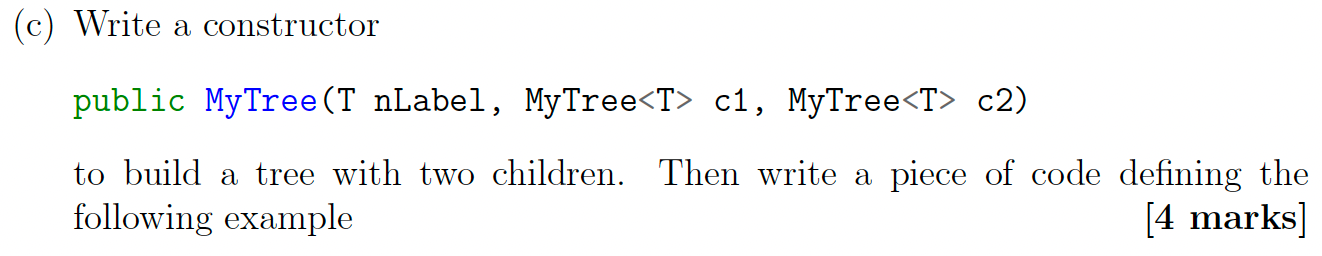 (c) Write a constructor
public MyTree(T nLabel, MyTree<T> c1, MyTree<T> c2)
to build a tree with two children. Then write a piece of code defining the
following example [4 marks]